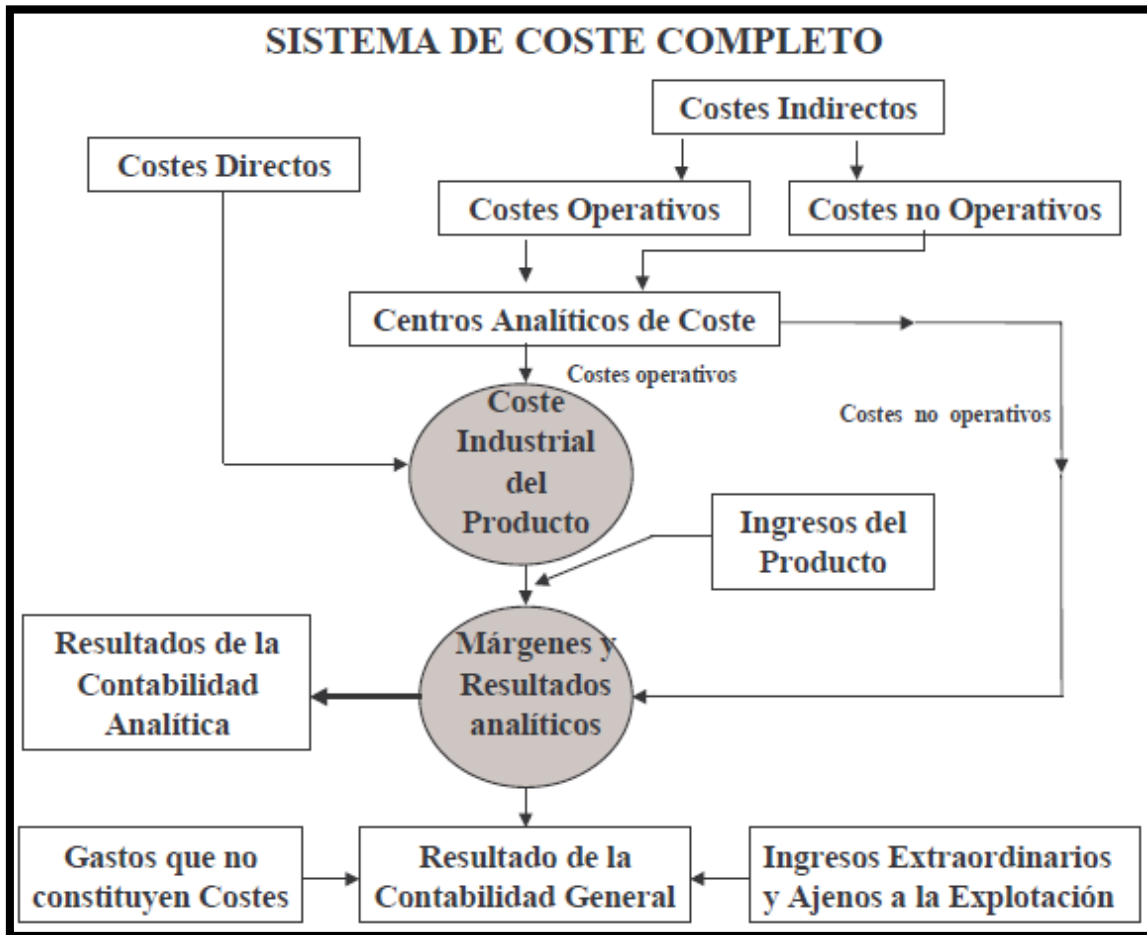 SISTEMA DE COSTE COMPLETO
Costes Indirectos
Costes Directos
Costes Operativos
Costes no Operativos
Centros Analíticos de Coste
Costes operativos
Coste
Industrial
del
Producto
Costes no operativos
Ingresos del
Producto
Resultados de la
Contabilidad
Analítica
Márgenes y
Resultados
analíticos
Gastos que no
constituyen Costes
Resultado de la
Contabilidad General
Ingresos Extraordinarios
y Ajenos a la Explotación